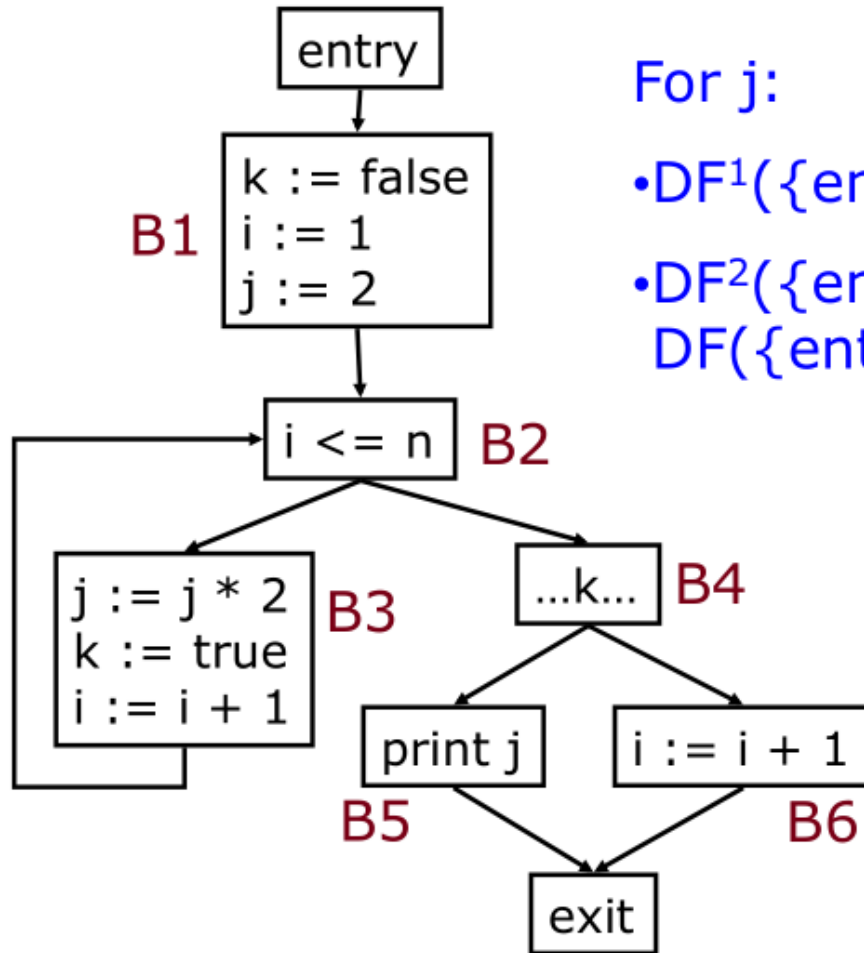 entry
For j:
k := false
i := 1
j := 2
B1
•DF¹({en
•DF²({en
DF({ent
i <= n
B2
j := j * 2
k := true
i := i + 1
B3
...k...
B4
print j
B5
i := i + 1
B6
exit